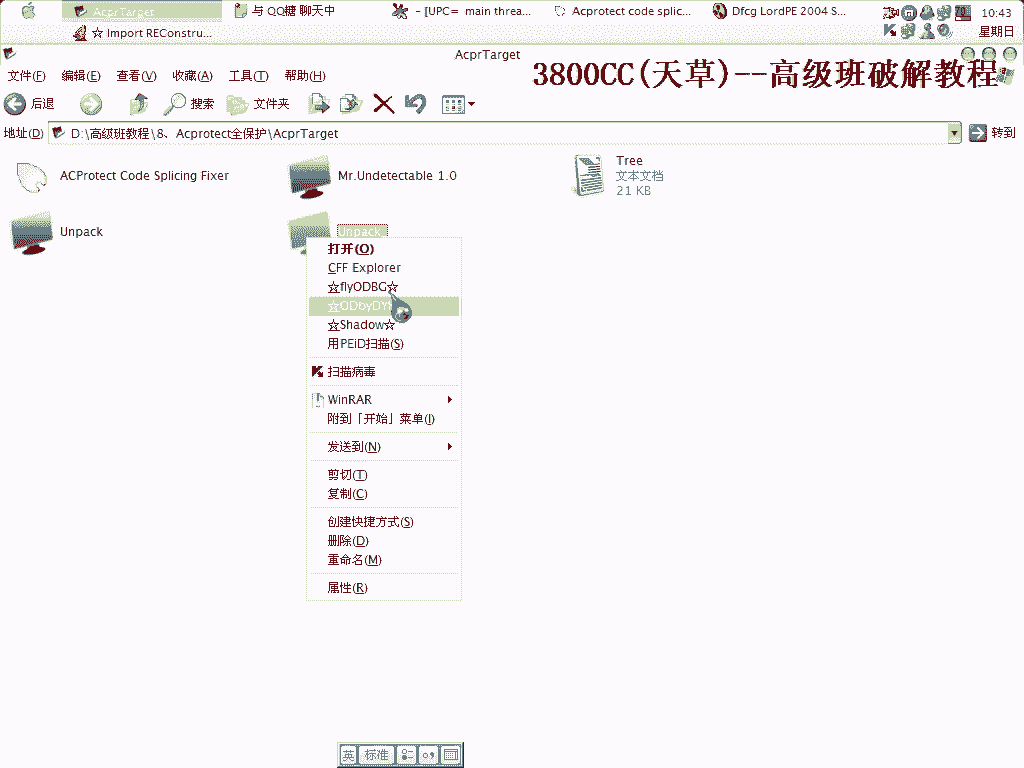 AcprTarget
与 QQ糖 聊天中
- [UPC= main threa...
Acprotect code splic...
Dfcg LordPE 2004 S...
10:43
☆ Import REConstru...
星期日
AcprTarget
3800CC(天草)--高级班破解教程
文件(F) 编辑(E) 查看(V) 收藏(A) 工具(T) 帮助(H)
后退 搜索 文件夹
地址(D) D:\高级班教程\8、Acprotect全保护\AcprTarget 转到
ACProtect Code Splicing Fixer
Mr.Undetectable 1.0
Tree
文本文档
21 KB
Unpack
Unpack_
打开(O)
CFF Explorer
☆flyODBG☆
☆ODbyDY
☆Shadow☆
用PEiD扫描(S)
扫描病毒
WinRAR
附到「开始」菜单(I)
发送到(N)
剪切(T)
复制(C)
创建快捷方式(S)
删除(D)
重命名(M)
属性(R)
英 标准